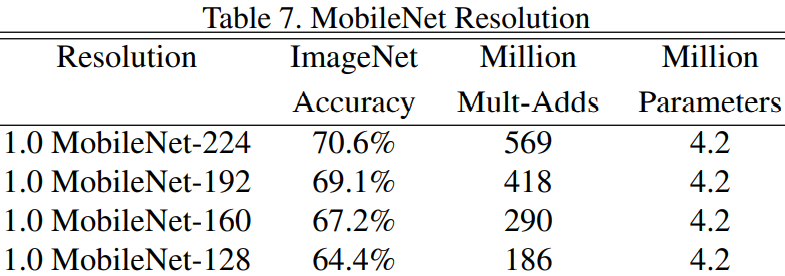 Table 7. MobileNet Resolution
Resolution ImageNet Million Million
Accuracy Mult-Adds Parameters
1.0 MobileNet-224 70.6% 569 4.2
1.0 MobileNet-192 69.1% 418 4.2
1.0 MobileNet-160 67.2% 290 4.2
1.0 MobileNet-128 64.4% 186 4.2